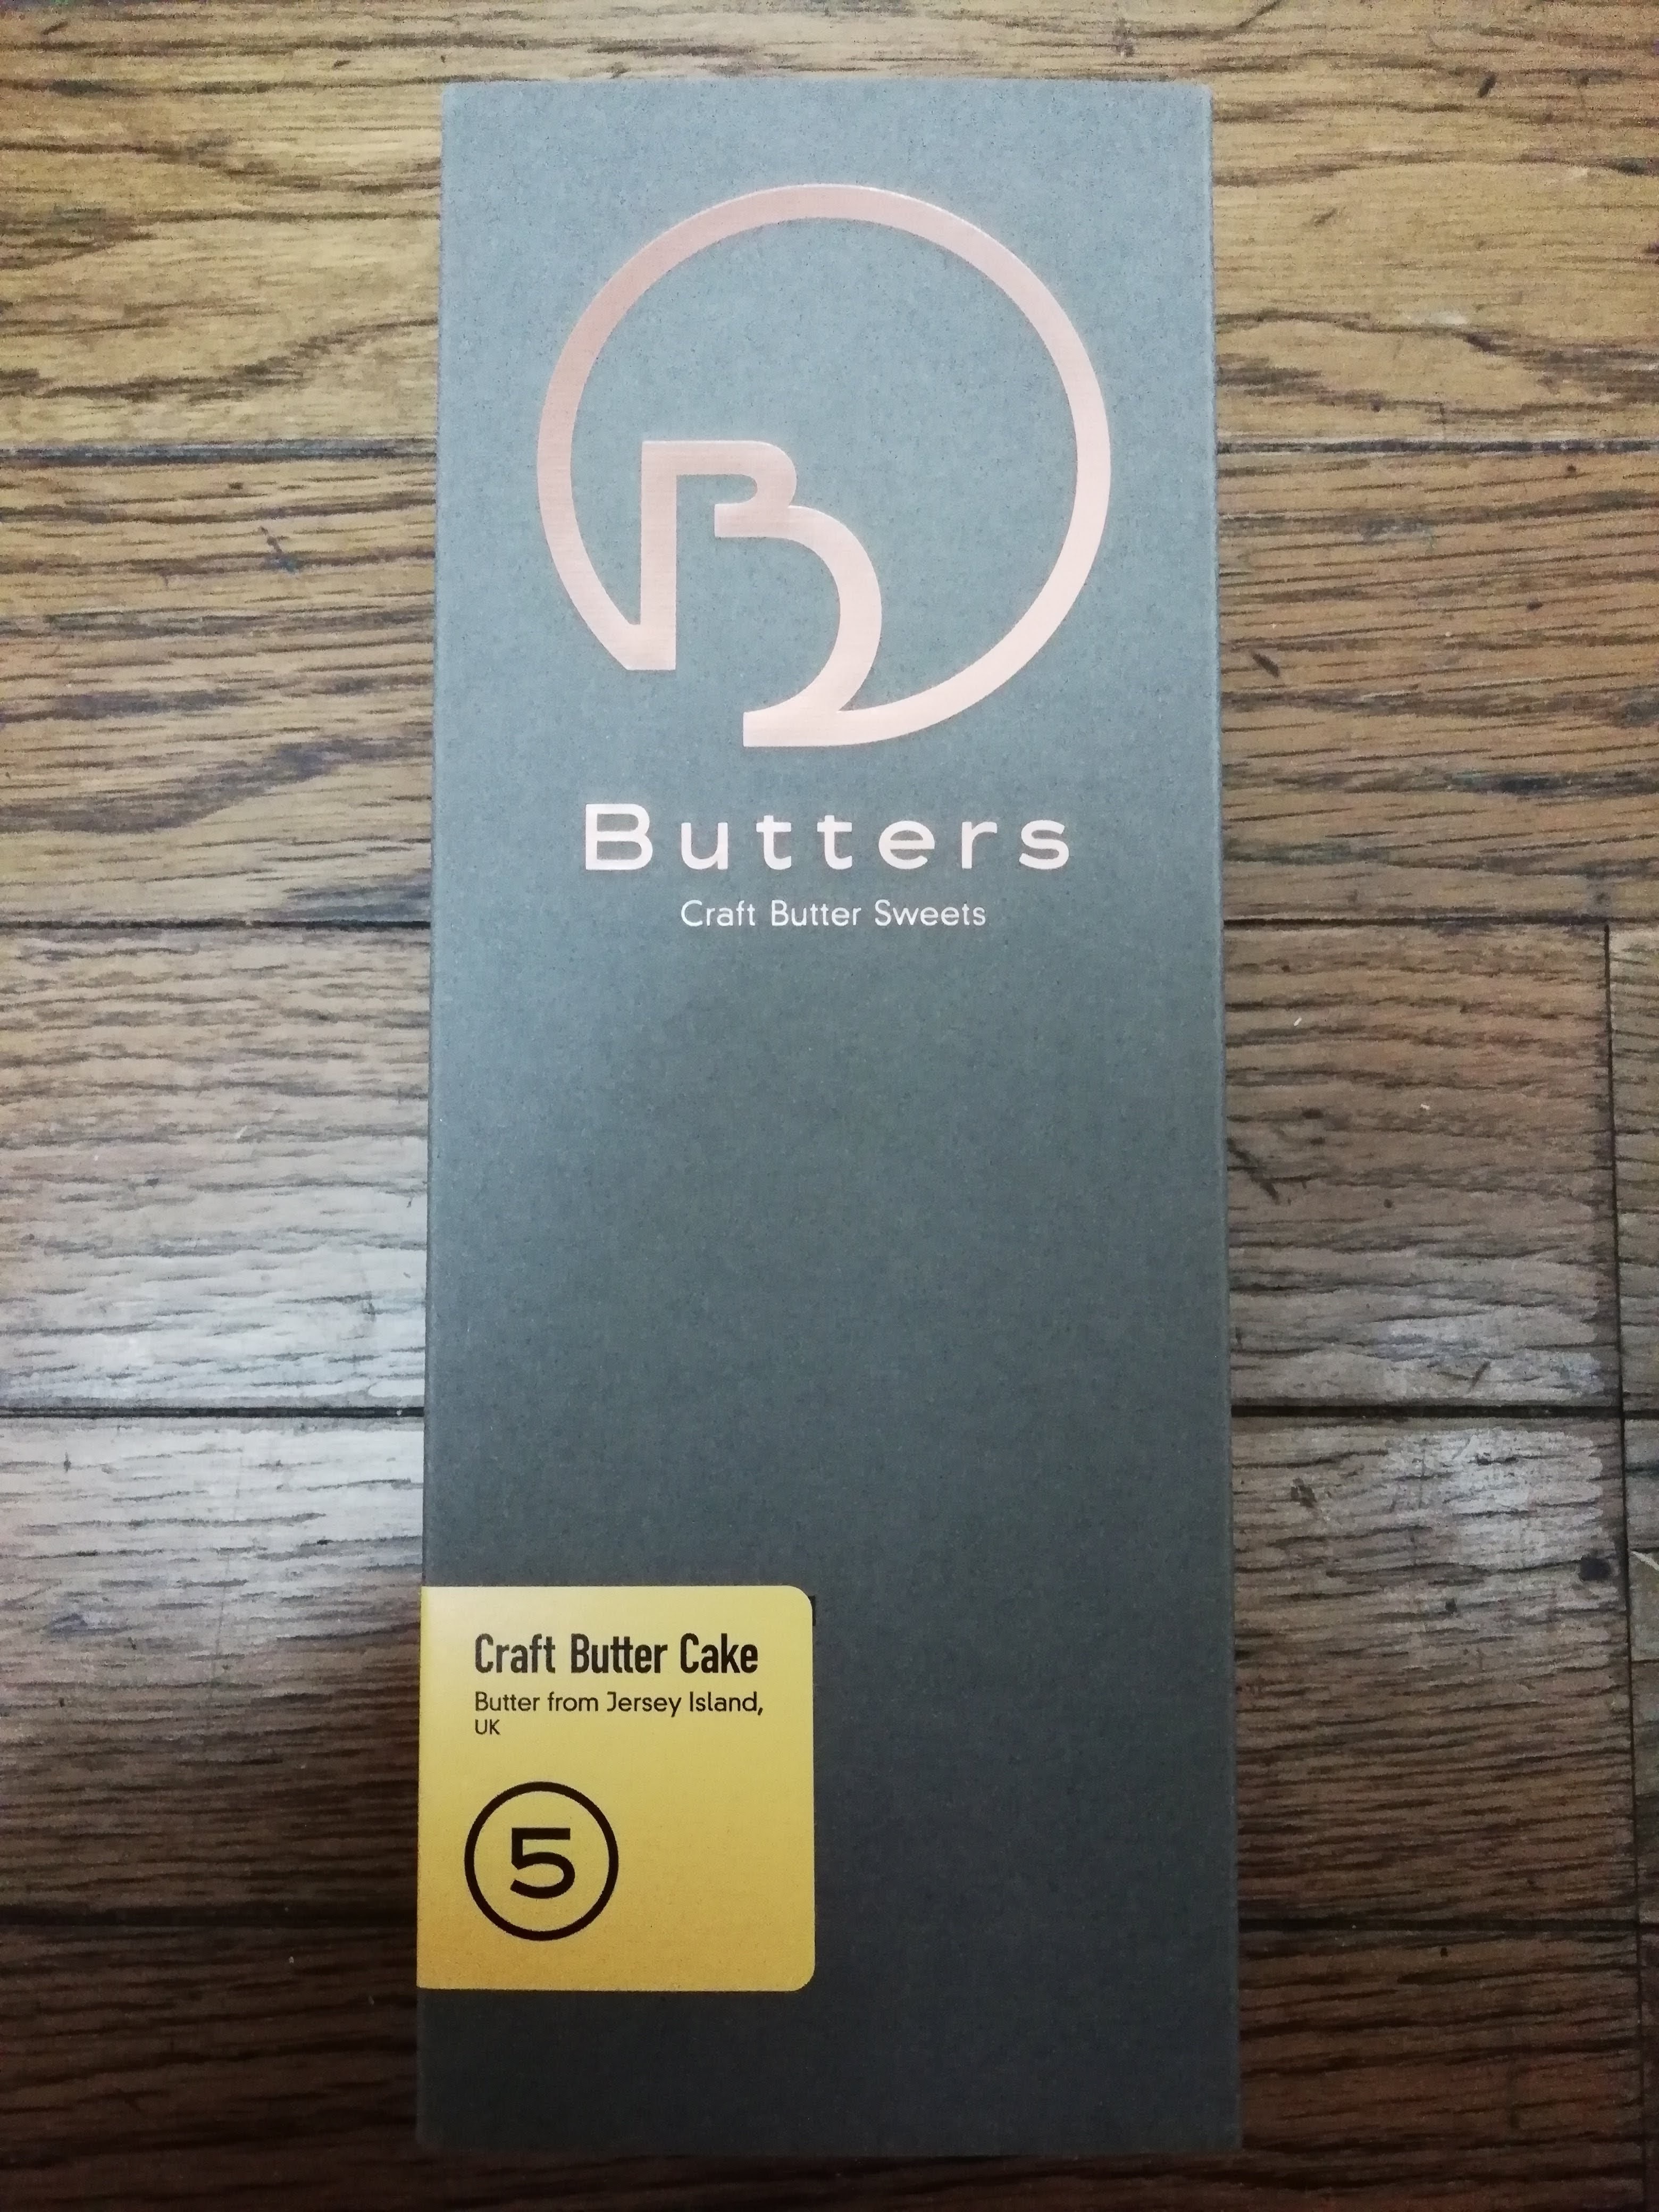 B
Butters
Craft Butter Sweets
Craft Butter Cake
Butter from Jersey Island,
UK
5